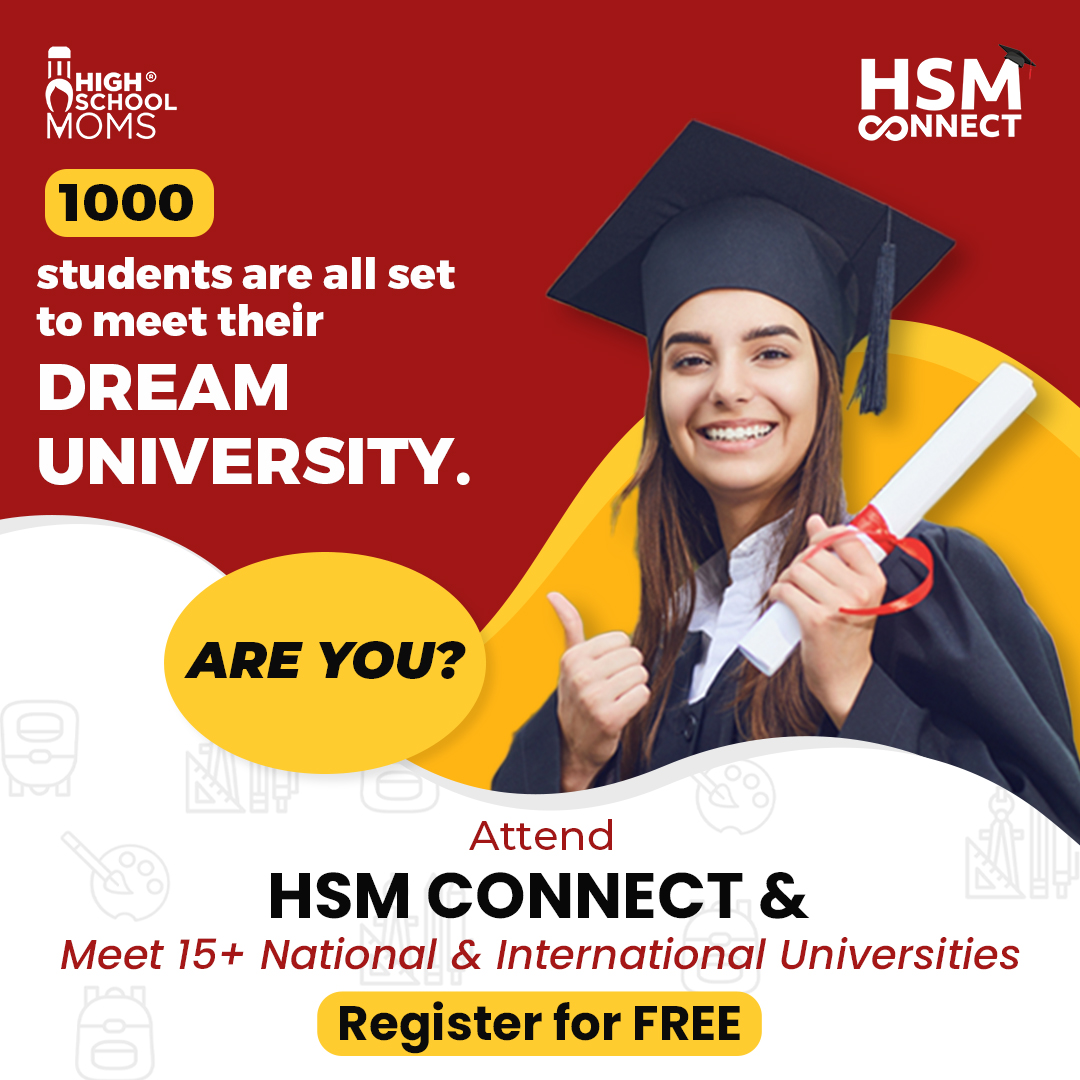 HIGH®
SCHOOL
MOMS
HSM
CONNECT
1000
students are all set
to meet their
DREAM
UNIVERSITY.
ARE YOU?
Attend
HSM CONNECT &
Meet 15+ National & International Universities
Register for FREE